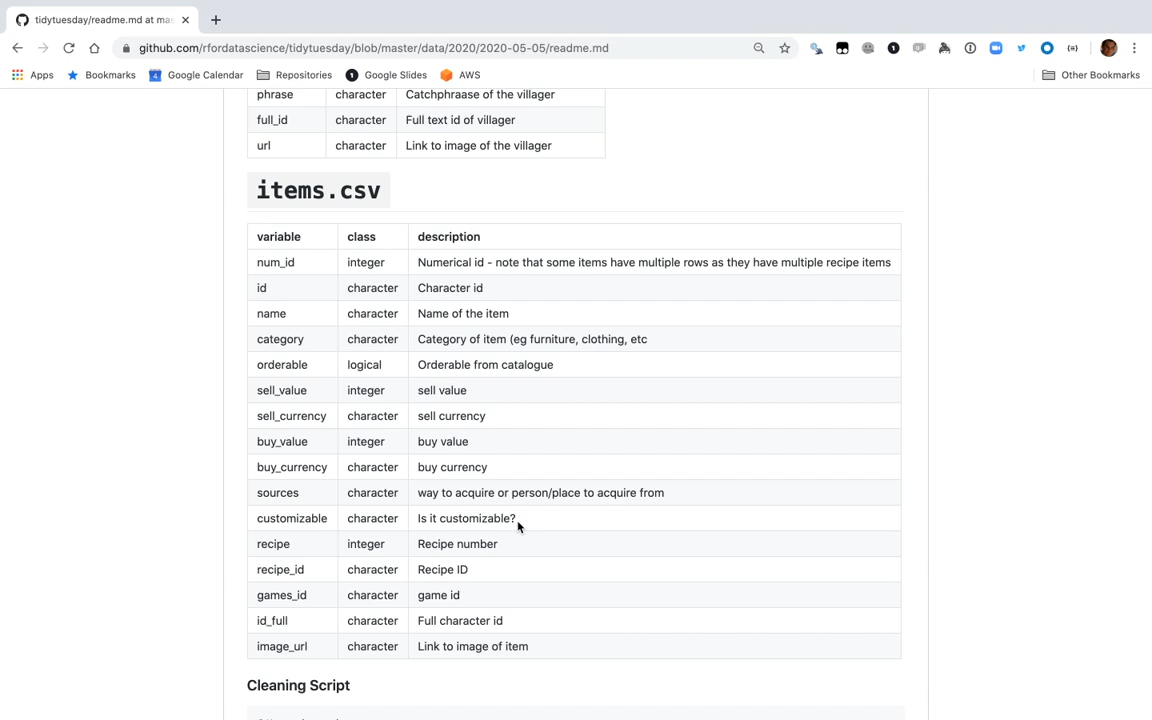 tidytuesday/readme.md at mas
github.com/rfordatascience/tidytuesday/blob/master/data/2020/2020-05-05/readme.md
Apps Bookmarks Google Calendar Repositories Google Slides AWS Other Bookmarks
phrase character Catchphraase of the villager
full_id character Full text id of villager
url character Link to image of the villager
items.csv
variable class description
num_id integer Numerical id - note that some items have multiple rows as they have multiple recipe items
id character Character id
name character Name of the item
category character Category of item (eg furniture, clothing, etc
orderable logical Orderable from catalogue
sell_value integer sell value
sell_currency character sell currency
buy_value integer buy value
buy_currency character buy currency
sources character way to acquire or person/place to acquire from
customizable character Is it customizable?
recipe integer Recipe number
recipe_id character Recipe ID
games_id character game id
id_full character Full character id
image_url character Link to image of item
Cleaning Script